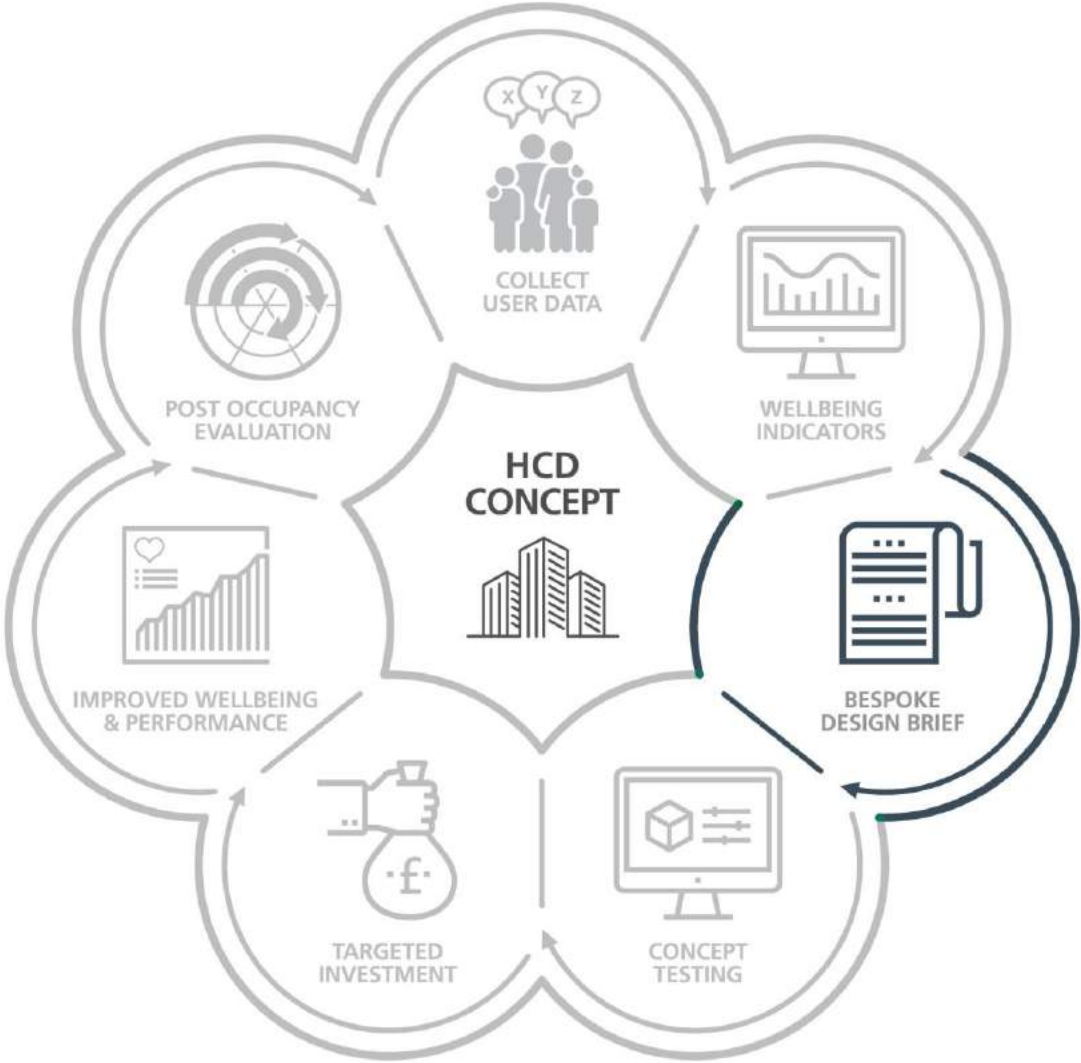 X Y Z
COLLECT
USER DATA
WELLBEING
INDICATORS
BESPOKE
DESIGN BRIEF
CONCEPT
TESTING
£
TARGETED
INVESTMENT
IMPROVED WELLBEING
& PERFORMANCE
POST OCCUPANCY
EVALUATION
HCD
CONCEPT